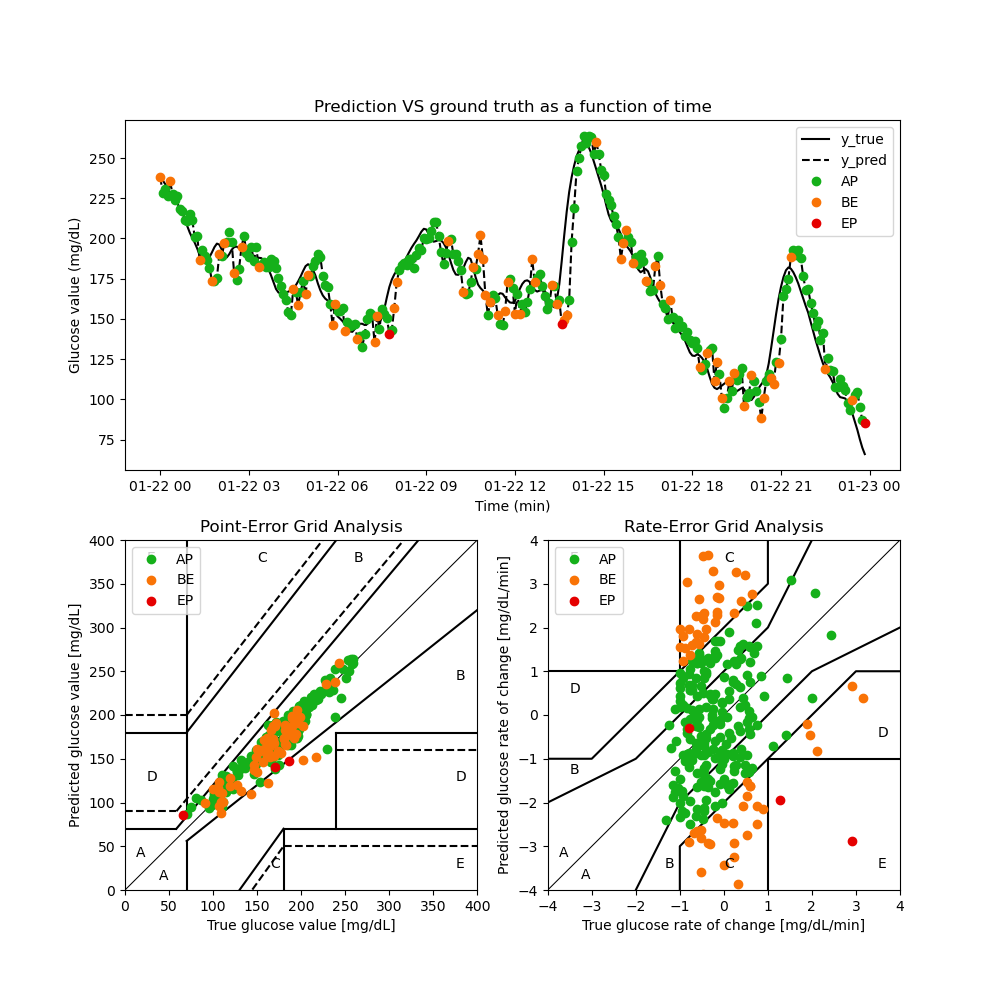 Prediction VS ground truth as a function of time
Glucose value (mg/dL)
250
225
200
175
150
125
100
75
y_true
y_pred
AP
BE
EP
01-22 00 01-22 03 01-22 06 01-22 09 01-22 12 01-22 15 01-22 18 01-22 21 01-23 00
Time (min)
Point-Error Grid Analysis
Predicted glucose value [mg/dL]
400
350
300
250
200
150
100
50
0
AP
BE
EP
C
B
B
D
D
A
A
C
E
0 50 100 150 200 250 300 350 400
True glucose value [mg/dL]
Rate-Error Grid Analysis
Predicted glucose rate of change [mg/dL/min]
4
3
2
1
0
−1
−2
−3
−4
AP
BE
EP
C
D
D
B
A
A
B
C
E
−4 −3 −2 −1 0 1 2 3 4
True glucose rate of change [mg/dL/min]